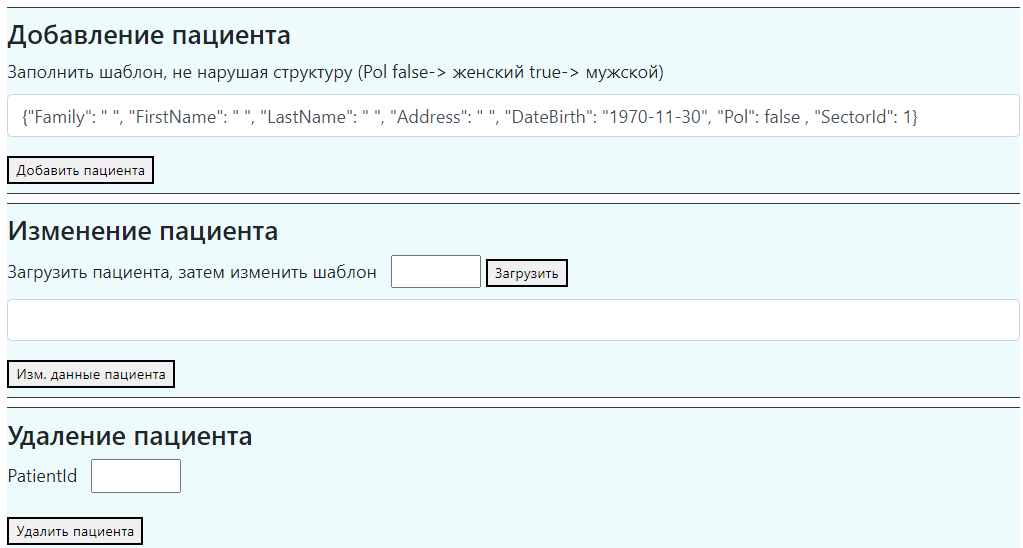 Добавление пациента
Заполнить шаблон, не нарушая структуру (Pol false-> женский true-> мужской)
{"Family": " ", "FirstName": " ", "LastName": " ", "Address": " ", "DateBirth": "1970-11-30", "Pol": false , "SectorId": 1}
Добавить пациента
Изменение пациента
Загрузить пациента, затем изменить шаблон Загрузить
Изм. данные пациента
Удаление пациента
PatientId
Удалить пациента